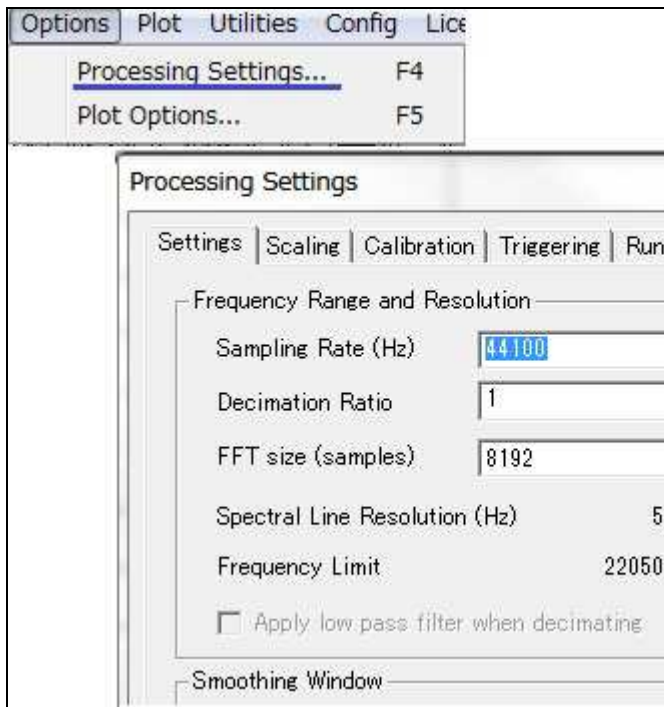 Options Plot Utilities Config Lice
Processing Settings... F4
Plot Options... F5
Processing Settings
Settings Scaling Calibration Triggering Run
Frequency Range and Resolution
Sampling Rate (Hz) 44100
Decimation Ratio 1
FFT size (samples) 8192
Spectral Line Resolution (Hz) 5
Frequency Limit 22050
Apply low pass filter when decimating
Smoothing Window